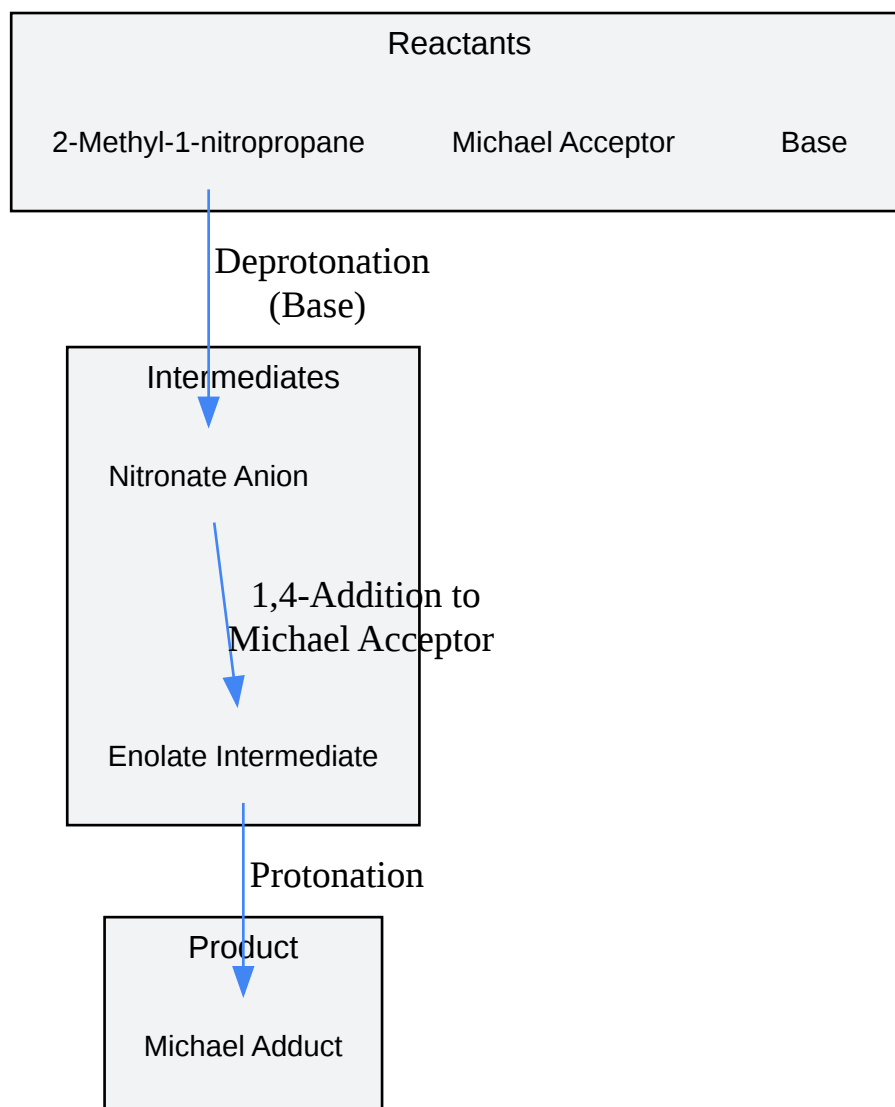 Reactants
2-Methyl-1-nitropropane Michael Acceptor Base
Deprotonation
(Base)
Intermediates
Nitronate Anion
1,4-Addition to
Michael Acceptor
Enolate Intermediate
Protonation
Product
Michael Adduct